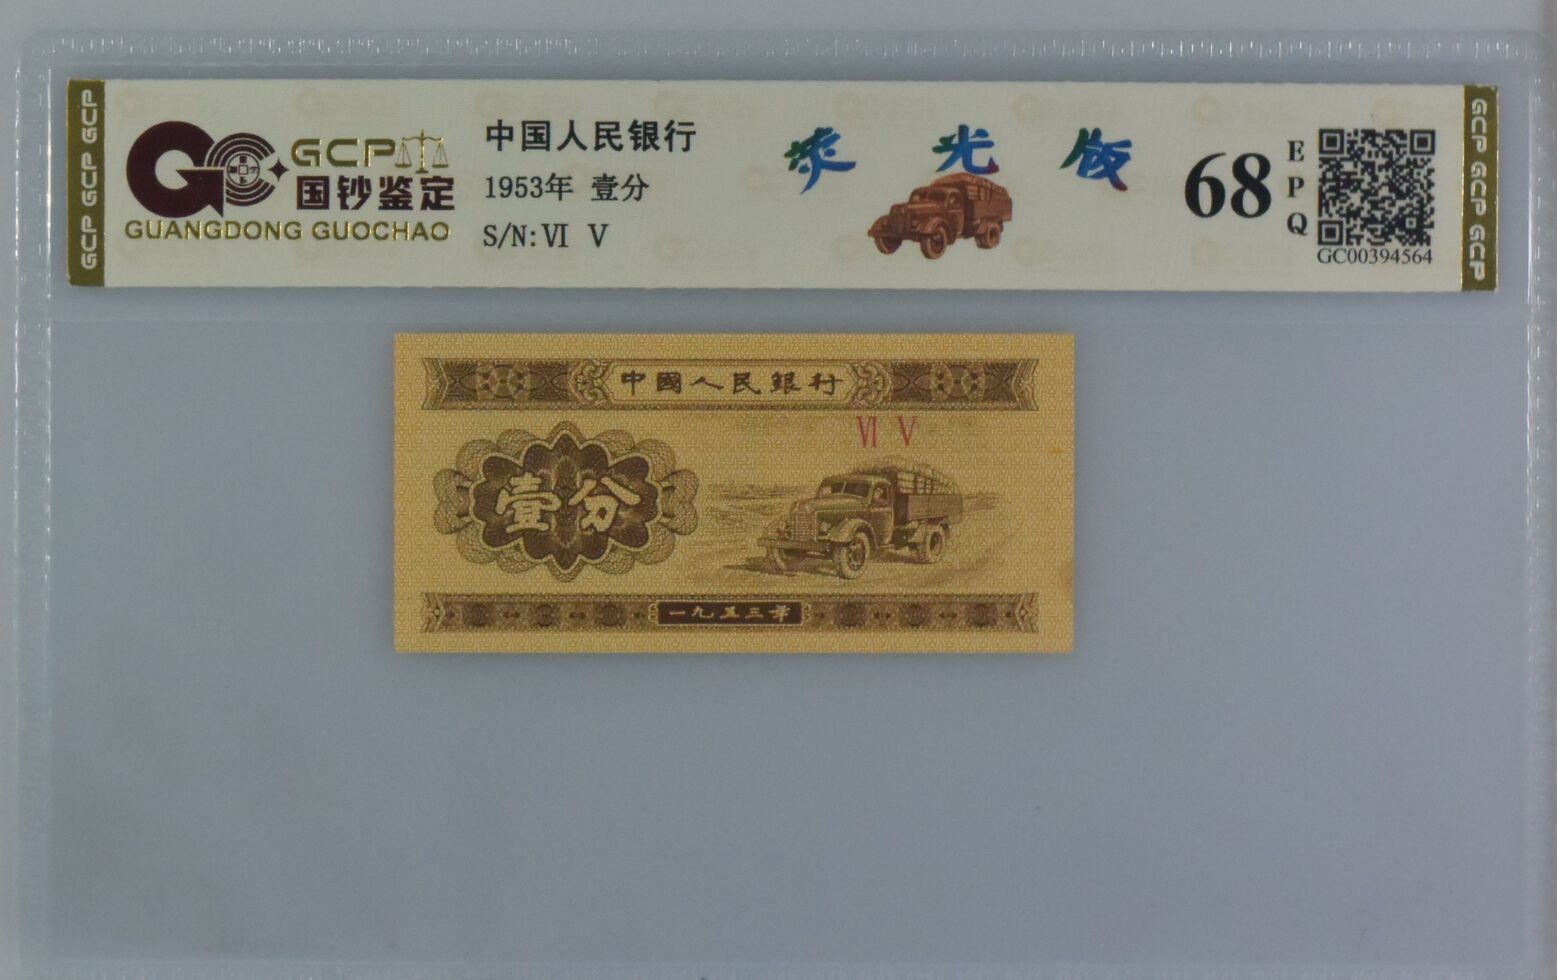 GCP GCP GCP
GCP
国钞鉴定
GUANGDONG GUOCHAO
中国人民银行
1953年 壹分
S/N:Ⅵ Ⅴ
荧光版
68
EPQ
GC00394564
GCP GCP GCP
中國人民銀行
Ⅵ Ⅴ
壹分
一九五三年